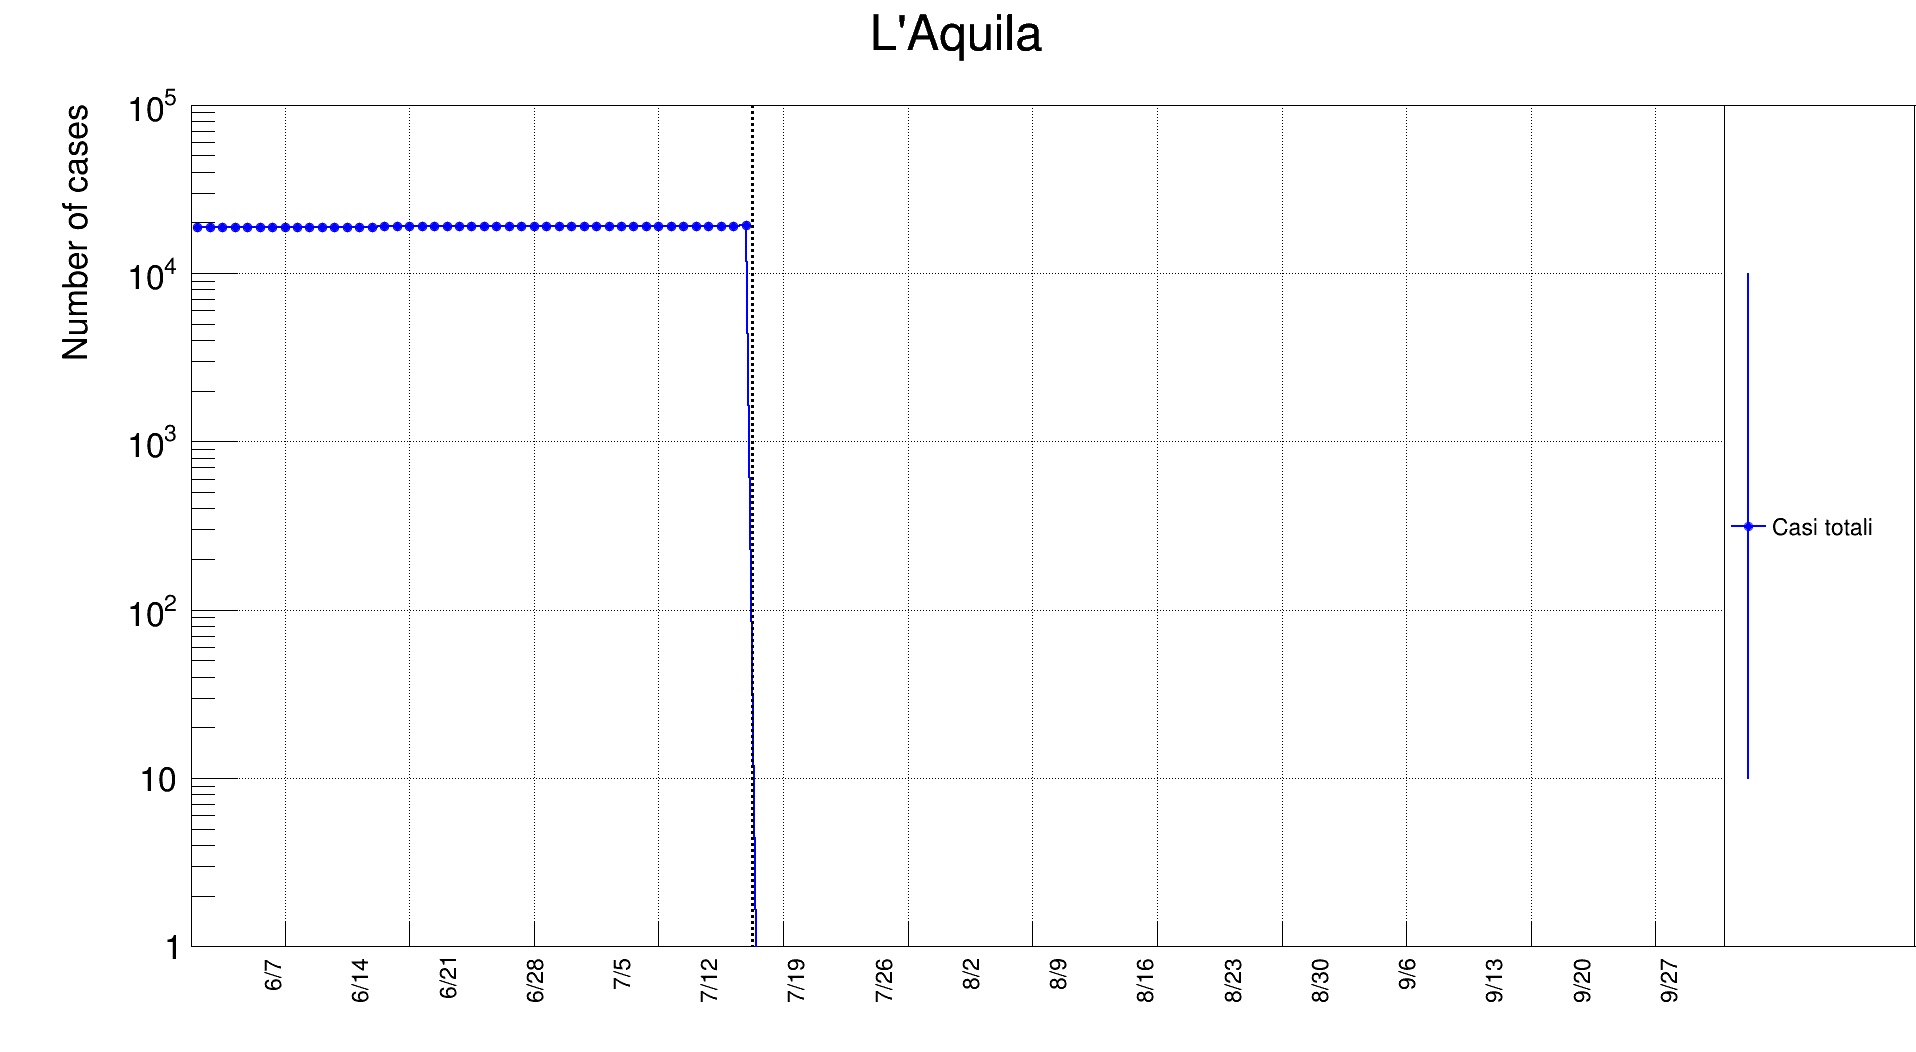 L'Aquila
Number of cases
10^5
10^4
10^3
10^2
10
1
6/7 6/14 6/21 6/28 7/5 7/12 7/19 7/26 8/2 8/9 8/16 8/23 8/30 9/6 9/13 9/20 9/27
Casi totali